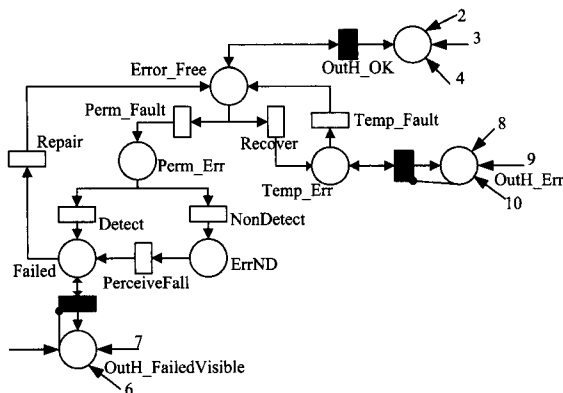 2
3
OutH_OK
4
Error_Free
Perm_Fault
Temp_Fault
Repair
Recover
8
9
Perm_Err
Temp_Err
OutH_Err
10
Detect
NonDetect
Failed
ErrND
PerceiveFall
7
OutH_FailedVisible
6